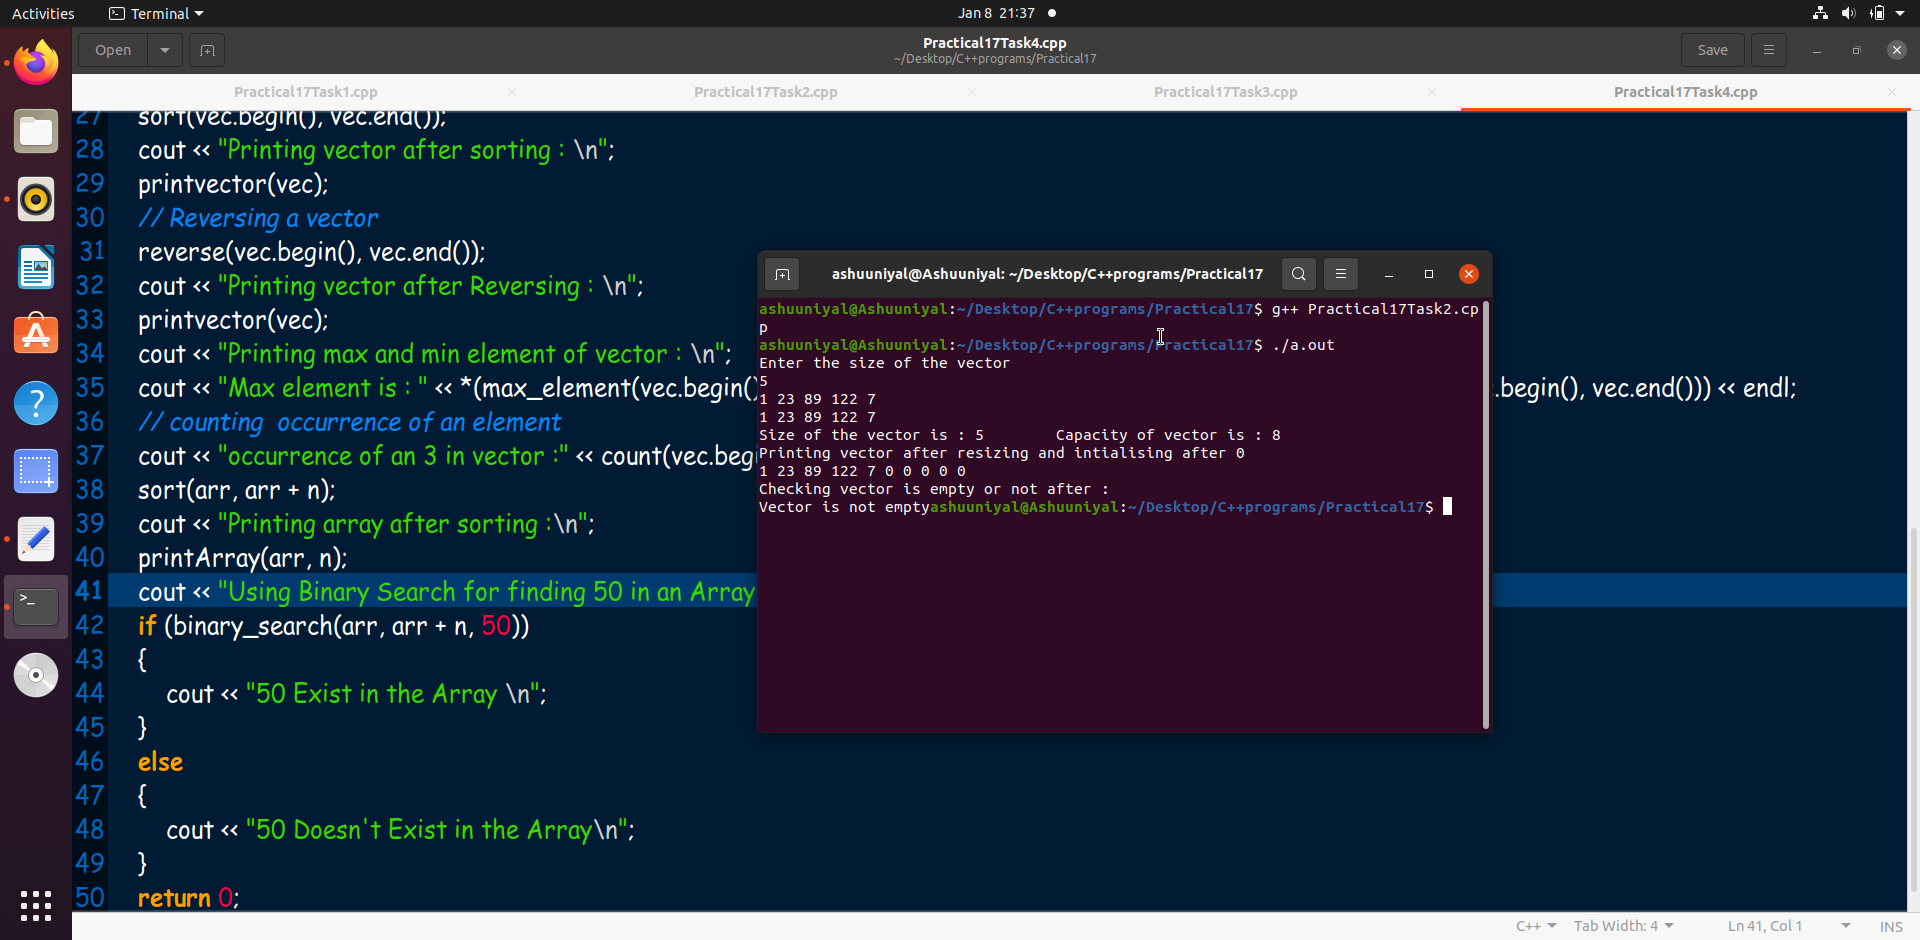 Activities
Terminal
Jan 8 21:37
Open
Practical17Task4.cpp
~/Desktop/C++programs/Practical17
Save
Practical17Task1.cpp
Practical17Task2.cpp
Practical17Task3.cpp
Practical17Task4.cpp
27 sort(vec.begin(), vec.end());
28 cout << "Printing vector after sorting : \n";
29 printvector(vec);
30 // Reversing a vector
31 reverse(vec.begin(), vec.end());
32 cout << "Printing vector after Reversing : \n";
33 printvector(vec);
34 cout << "Printing max and min element of vector : \n";
35 cout << "Max element is : " << *(max_element(vec.begin() .begin(), vec.end())) << endl;
36 // counting  occurrence of an element
37 cout << "occurrence of an 3 in vector :" << count(vec.beg
38 sort(arr, arr + n);
39 cout << "Printing array after sorting :\n";
40 printArray(arr, n);
41 cout << "Using Binary Search for finding 50 in an Array
42 if (binary_search(arr, arr + n, 50))
43 {
44 cout << "50 Exist in the Array \n";
45 }
46 else
47 {
48 cout << "50 Doesn't Exist in the Array\n";
49 }
50 return 0;
ashuuniyal@Ashuuniyal: ~/Desktop/C++programs/Practical17
ashuuniyal@Ashuuniyal:~/Desktop/C++programs/Practical17$ g++ Practical17Task2.cp
p
ashuuniyal@Ashuuniyal:~/Desktop/C++programs/Practical17$ ./a.out
Enter the size of the vector
5
1 23 89 122 7
1 23 89 122 7
Size of the vector is : 5        Capacity of vector is : 8
Printing vector after resizing and intialising after 0
1 23 89 122 7 0 0 0 0 0
Checking vector is empty or not after :
Vector is not emptyashuuniyal@Ashuuniyal:~/Desktop/C++programs/Practical17$
C++
Tab Width: 4
Ln 41, Col 1
INS